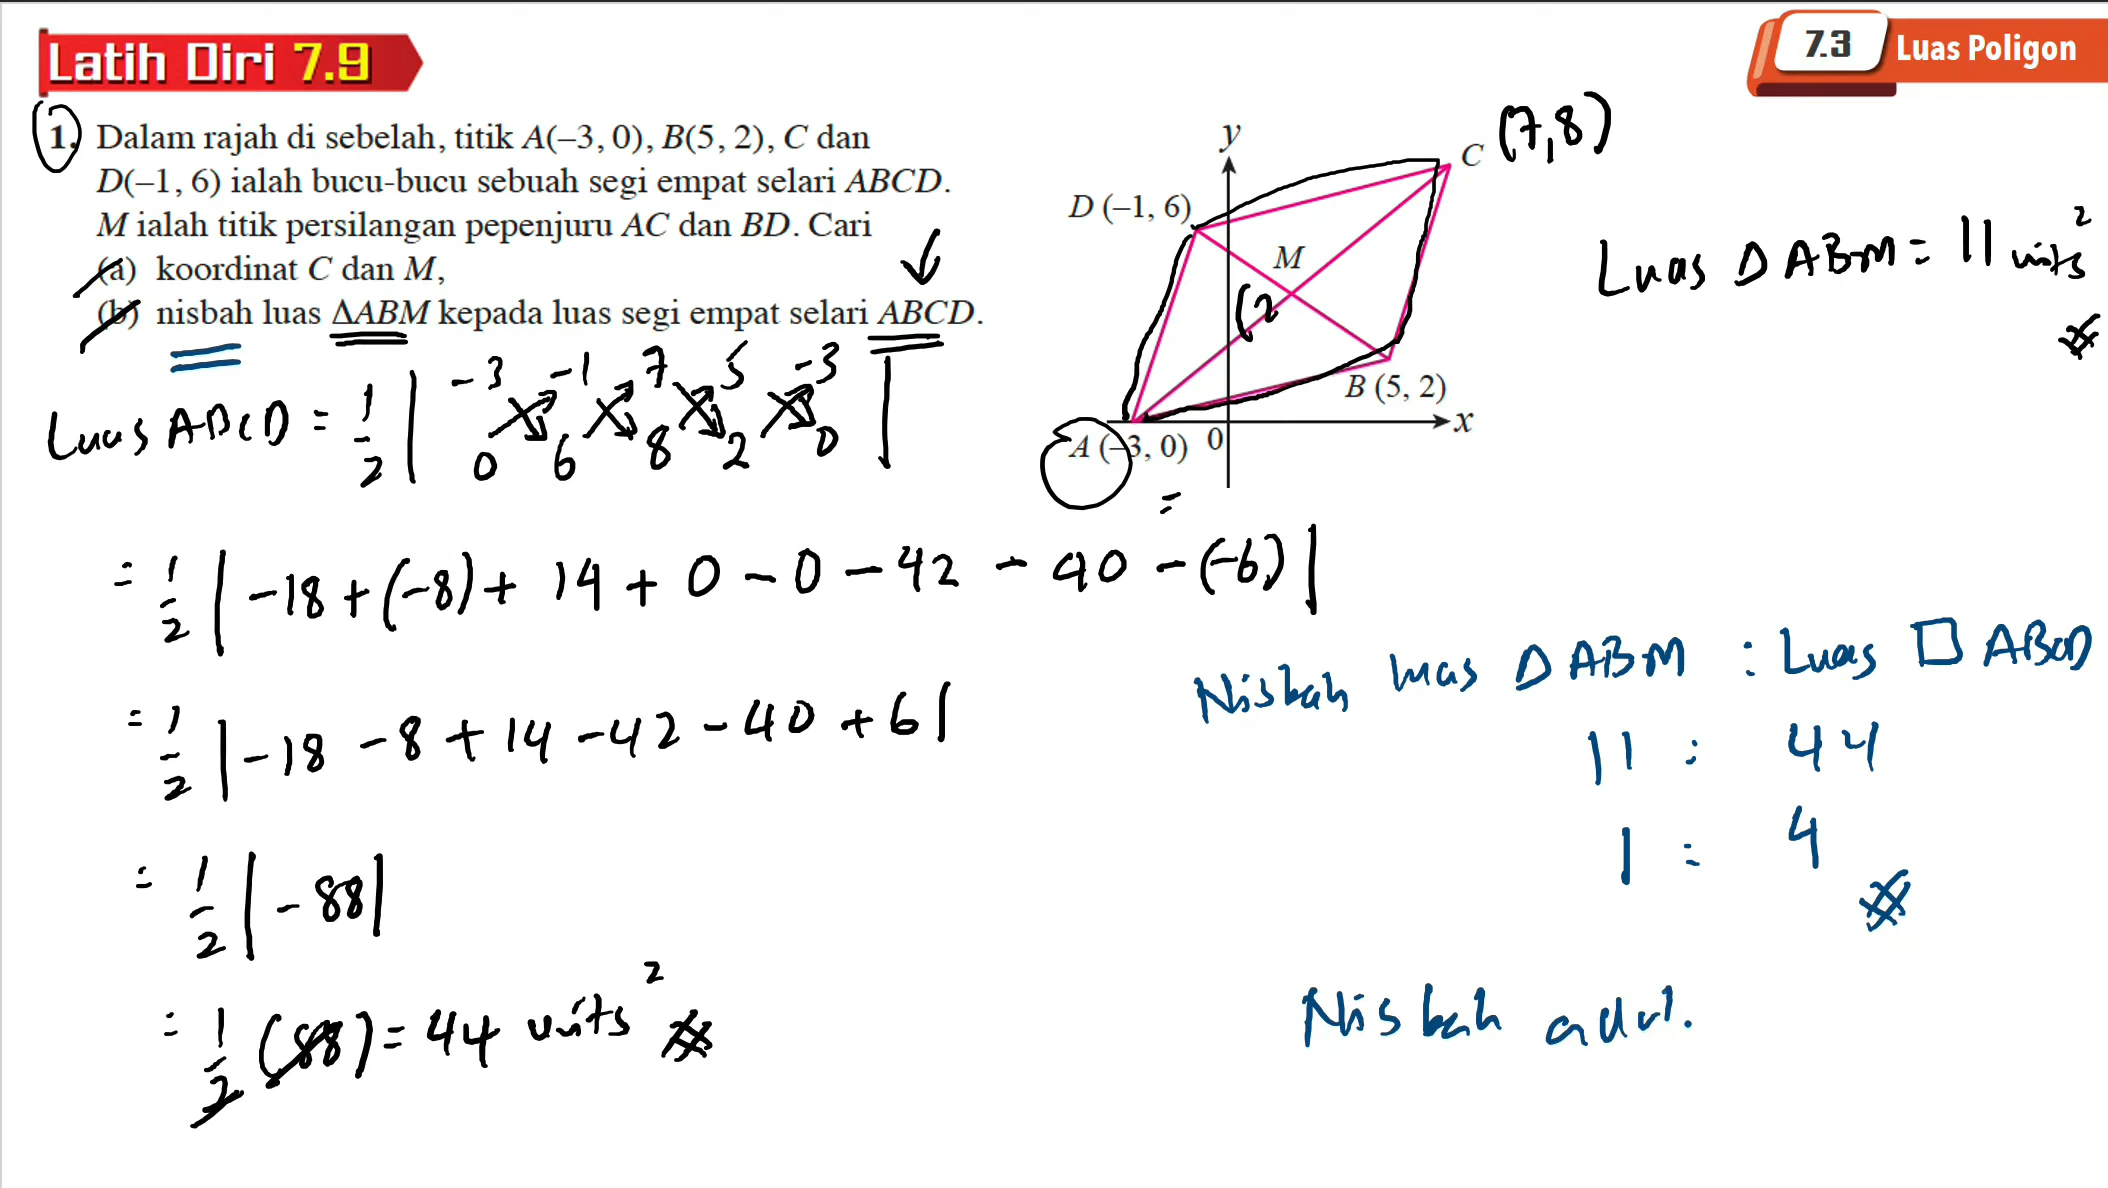 Latih Diri 7.9
7.3 Luas Poligon
1. Dalam rajah di sebelah, titik A(–3, 0), B(5, 2), C dan
D(–1, 6) ialah bucu-bucu sebuah segi empat selari ABCD.
M ialah titik persilangan pepenjuru AC dan BD. Cari
(a) koordinat C dan M,
(b) nisbah luas ΔABM kepada luas segi empat selari ABCD.
y
C (7,8)
D (–1, 6)
M
(2
B (5, 2)
x
A (–3, 0) 0
=
Luas Δ ABM = 11 units²
Luas ABCD = 1/2 | -3 -1 7 5 -3 |
0 6 8 2 0
= 1/2 | -18 + (-8) + 14 + 0 - 0 - 42 - 40 - (-6) |
= 1/2 | -18 - 8 + 14 - 42 - 40 + 6 |
= 1/2 | - 88 |
= 1/2 (88) = 44 units²
Nisbah luas Δ ABM : Luas □ ABCD
11 : 44
1 : 4
Nisbah